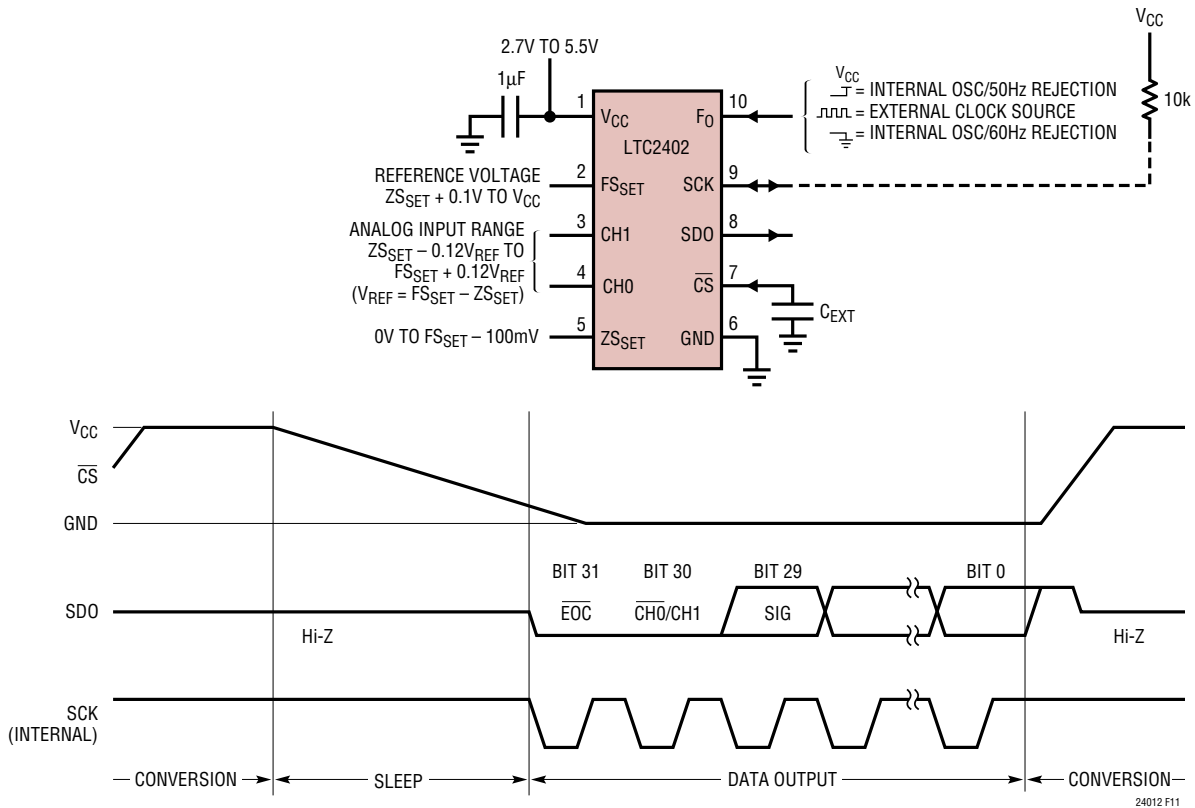 2.7V TO 5.5V
1µF
VCC
10k
1
VCC
2
FSSET
3
CH1
4
CH0
5
ZSSET
LTC2402
10
FO
9
SCK
8
SDO
7
CS
6
GND
CEXT
VCC
= INTERNAL OSC/50Hz REJECTION
= EXTERNAL CLOCK SOURCE
= INTERNAL OSC/60Hz REJECTION
REFERENCE VOLTAGE
ZSSET + 0.1V TO VCC
ANALOG INPUT RANGE
ZSSET – 0.12VREF TO
FSSET + 0.12VREF
(VREF = FSSET – ZSSET)
0V TO FSSET – 100mV
VCC
CS
GND
BIT 31 BIT 30 BIT 29 BIT 0
SDO
EOC CH0/CH1 SIG
Hi-Z Hi-Z
SCK
(INTERNAL)
CONVERSION SLEEP DATA OUTPUT CONVERSION
24012 F11